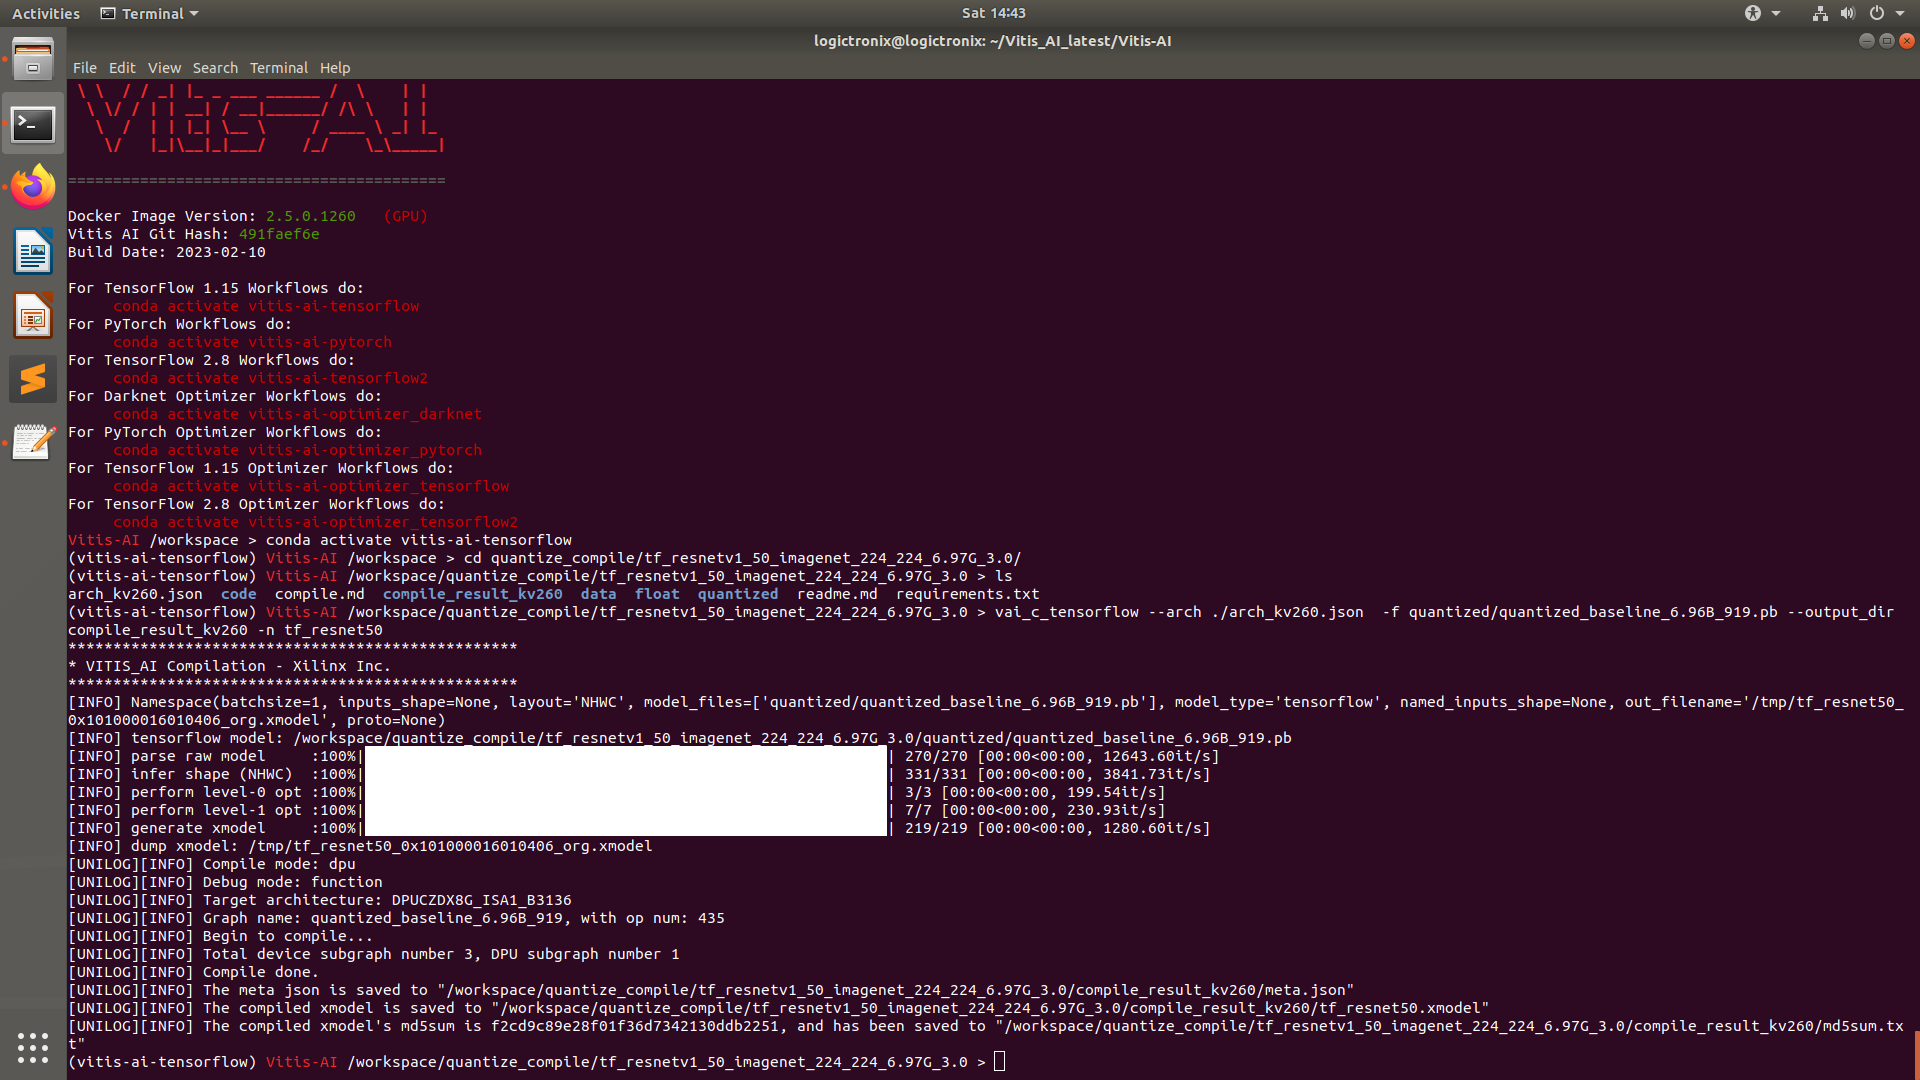 Activities Terminal Sat 14:43
logictronix@logictronix: ~/Vitis_AI_latest/Vitis-AI
File Edit View Search Terminal Help
\ \  / / _| |_ _ ___ ______ /  \    | |
 \ \/ / | | __| / __|______/ /\ \   | |
  \  /  | | |_| \__ \     / ____ \ _| |_
   \/   |_|\__|_|___/    /_/    \_\_____|
==========================================
Docker Image Version: 2.5.0.1260   (GPU)
Vitis AI Git Hash: 491faef6e
Build Date: 2023-02-10
For TensorFlow 1.15 Workflows do:
     conda activate vitis-ai-tensorflow
For PyTorch Workflows do:
     conda activate vitis-ai-pytorch
For TensorFlow 2.8 Workflows do:
     conda activate vitis-ai-tensorflow2
For Darknet Optimizer Workflows do:
     conda activate vitis-ai-optimizer_darknet
For PyTorch Optimizer Workflows do:
     conda activate vitis-ai-optimizer_pytorch
For TensorFlow 1.15 Optimizer Workflows do:
     conda activate vitis-ai-optimizer_tensorflow
For TensorFlow 2.8 Optimizer Workflows do:
     conda activate vitis-ai-optimizer_tensorflow2
Vitis-AI /workspace > conda activate vitis-ai-tensorflow
(vitis-ai-tensorflow) Vitis-AI /workspace > cd quantize_compile/tf_resnetv1_50_imagenet_224_224_6.97G_3.0/
(vitis-ai-tensorflow) Vitis-AI /workspace/quantize_compile/tf_resnetv1_50_imagenet_224_224_6.97G_3.0 > ls
arch_kv260.json  code  compile.md  compile_result_kv260  data  float  quantized  readme.md  requirements.txt
(vitis-ai-tensorflow) Vitis-AI /workspace/quantize_compile/tf_resnetv1_50_imagenet_224_224_6.97G_3.0 > vai_c_tensorflow --arch ./arch_kv260.json  -f quantized/quantized_baseline_6.96B_919.pb --output_dir
compile_result_kv260 -n tf_resnet50
**************************************************
* VITIS_AI Compilation - Xilinx Inc.
**************************************************
[INFO] Namespace(batchsize=1, inputs_shape=None, layout='NHWC', model_files=['quantized/quantized_baseline_6.96B_919.pb'], model_type='tensorflow', named_inputs_shape=None, out_filename='/tmp/tf_resnet50_
0x101000016010406_org.xmodel', proto=None)
[INFO] tensorflow model: /workspace/quantize_compile/tf_resnetv1_50_imagenet_224_224_6.97G_3.0/quantized/quantized_baseline_6.96B_919.pb
[INFO] parse raw model     :100%| | 270/270 [00:00<00:00, 12643.60it/s]
[INFO] infer shape (NHWC)  :100%| | 331/331 [00:00<00:00, 3841.73it/s]
[INFO] perform level-0 opt :100%| | 3/3 [00:00<00:00, 199.54it/s]
[INFO] perform level-1 opt :100%| | 7/7 [00:00<00:00, 230.93it/s]
[INFO] generate xmodel     :100%| | 219/219 [00:00<00:00, 1280.60it/s]
[INFO] dump xmodel: /tmp/tf_resnet50_0x101000016010406_org.xmodel
[UNILOG][INFO] Compile mode: dpu
[UNILOG][INFO] Debug mode: function
[UNILOG][INFO] Target architecture: DPUCZDX8G_ISA1_B3136
[UNILOG][INFO] Graph name: quantized_baseline_6.96B_919, with op num: 435
[UNILOG][INFO] Begin to compile...
[UNILOG][INFO] Total device subgraph number 3, DPU subgraph number 1
[UNILOG][INFO] Compile done.
[UNILOG][INFO] The meta json is saved to "/workspace/quantize_compile/tf_resnetv1_50_imagenet_224_224_6.97G_3.0/compile_result_kv260/meta.json"
[UNILOG][INFO] The compiled xmodel is saved to "/workspace/quantize_compile/tf_resnetv1_50_imagenet_224_224_6.97G_3.0/compile_result_kv260/tf_resnet50.xmodel"
[UNILOG][INFO] The compiled xmodel's md5sum is f2cd9c89e28f01f36d7342130ddb2251, and has been saved to "/workspace/quantize_compile/tf_resnetv1_50_imagenet_224_224_6.97G_3.0/compile_result_kv260/md5sum.tx
t"
(vitis-ai-tensorflow) Vitis-AI /workspace/quantize_compile/tf_resnetv1_50_imagenet_224_224_6.97G_3.0 >